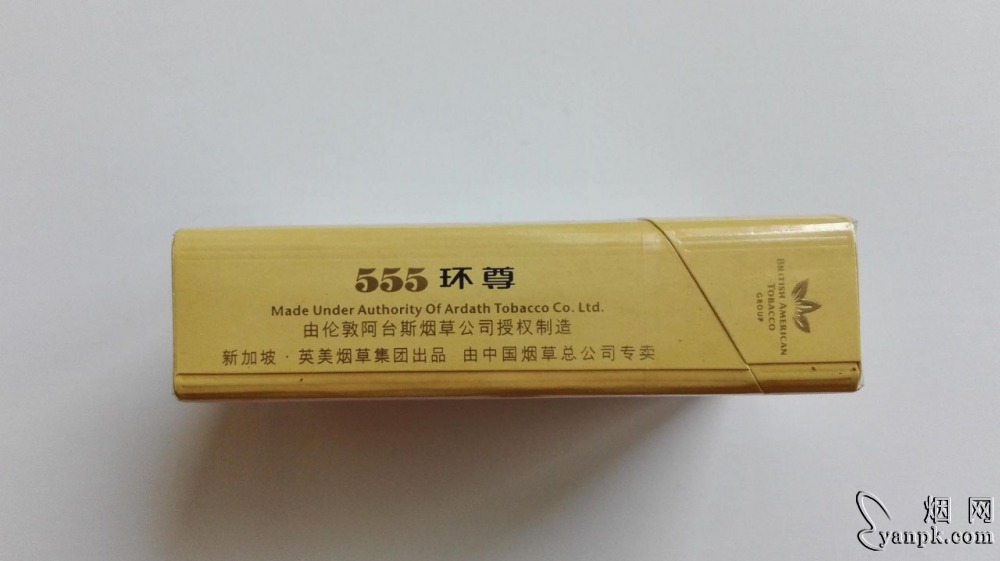 555 环尊
Made Under Authority Of Ardath Tobacco Co. Ltd.
由伦敦阿台斯烟草公司授权制造
新加坡·英美烟草集团出品 由中国烟草总公司专卖
BRITISH AMERICAN
TOBACCO
GROUP
烟网
yanpk.com